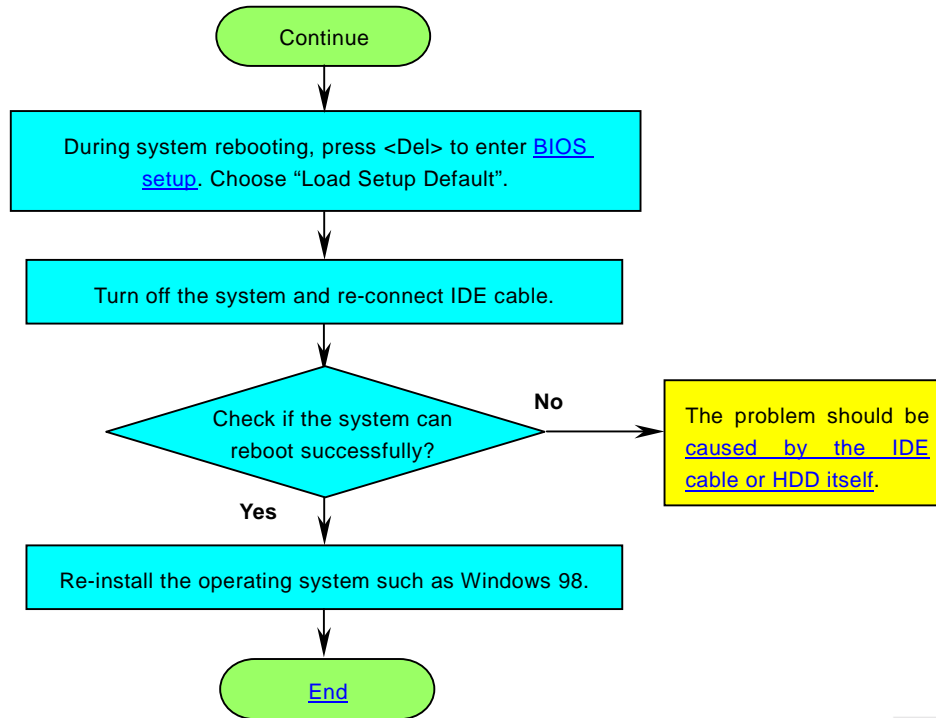 Continue
During system rebooting, press <Del> to enter BIOS
setup. Choose “Load Setup Default”.
Turn off the system and re-connect IDE cable.
Check if the system can
reboot successfully?
No
The problem should be
caused by the IDE
cable or HDD itself.
Yes
Re-install the operating system such as Windows 98.
End